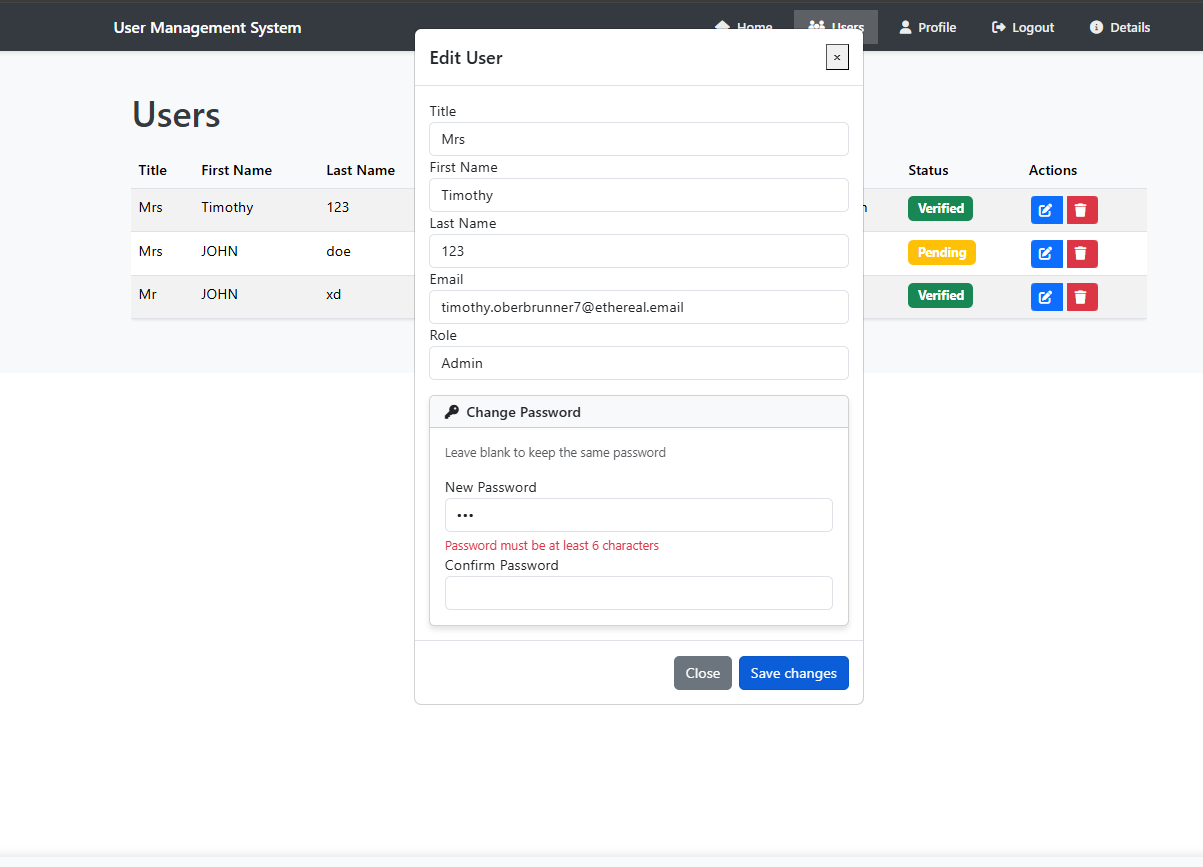 User Management System Home Users Profile Logout Details
Edit User ×
Users
Title
Mrs
First Name
Timothy
Last Name
123
Email
timothy.oberbrunner7@ethereal.email
Role
Admin
Change Password
Leave blank to keep the same password
New Password
•••
Password must be at least 6 characters
Confirm Password
Close Save changes
Title First Name Last Name Status Actions
Mrs Timothy 123 Verified
Mrs JOHN doe Pending
Mr JOHN xd Verified